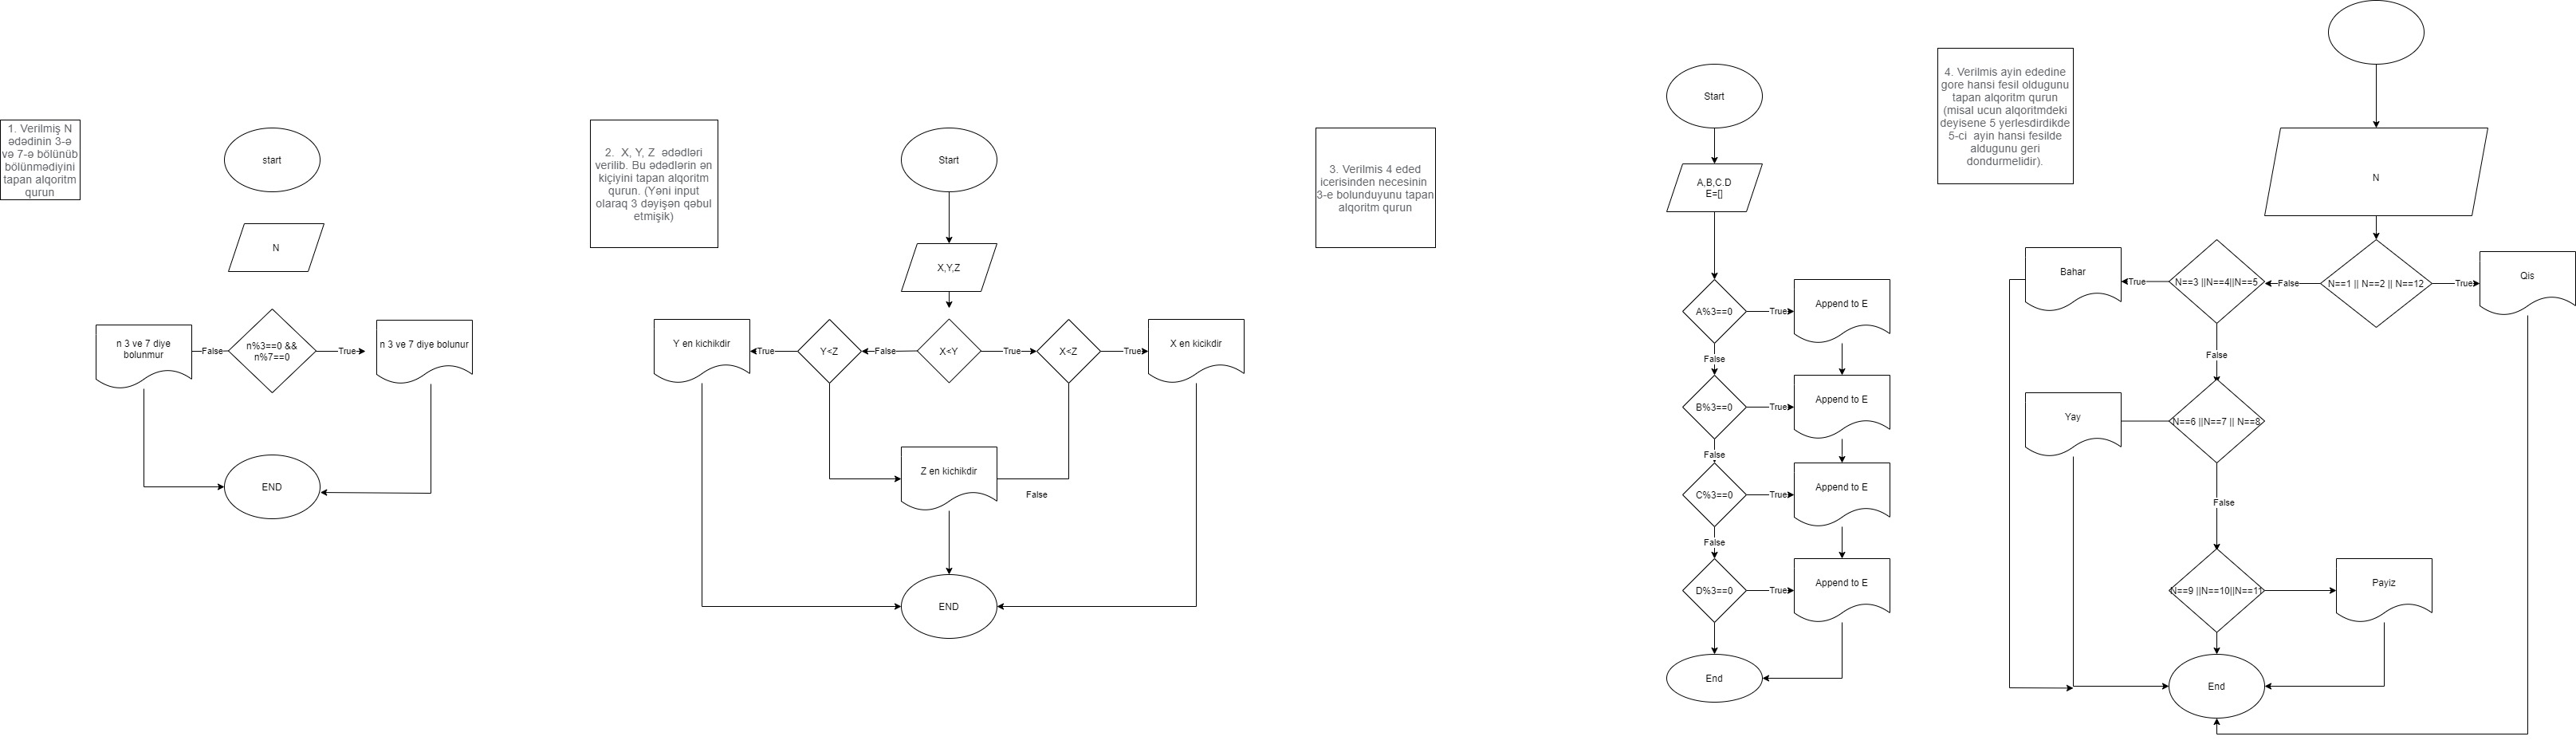 1. Verilmiş N
ədədinin 3-ə
və 7-ə bölünüb
bölünmədiyini
tapan alqoritm
qurun
start
N
n 3 ve 7 diye
bolunmur
False
n%3==0 &&
n%7==0
True
n 3 ve 7 diye bolunur
END
2. X, Y, Z ədədləri
verilib. Bu ədədlərin ən
kiçiyini tapan alqoritm
qurun. (Yəni input
olaraq 3 dəyişən qəbul
etmişik)
Start
X,Y,Z
Y en kichikdir
True
Y<Z
False
X<Y
True
X<Z
True
X en kicikdir
Z en kichikdir
False
END
3. Verilmis 4 eded
icerisinden necesinin
3-e bolunduyunu tapan
alqoritm qurun
Start
A,B,C.D
E=[]
A%3==0
True
Append to E
False
B%3==0
True
Append to E
False
C%3==0
True
Append to E
False
D%3==0
True
Append to E
End
4. Verilmis ayin ededine
gore hansi fesil oldugunu
tapan alqoritm qurun
(misal ucun alqoritmdeki
deyisene 5 yerlesdirdikde
5-ci ayin hansi fesilde
aldugunu geri
dondurmelidir).
N
Bahar
True
N==3 ||N==4||N==5
False
N==1 || N==2 || N==12
True
Qis
False
Yay
N==6 ||N==7 || N==8
False
N==9 ||N==10||N==11
Payiz
End